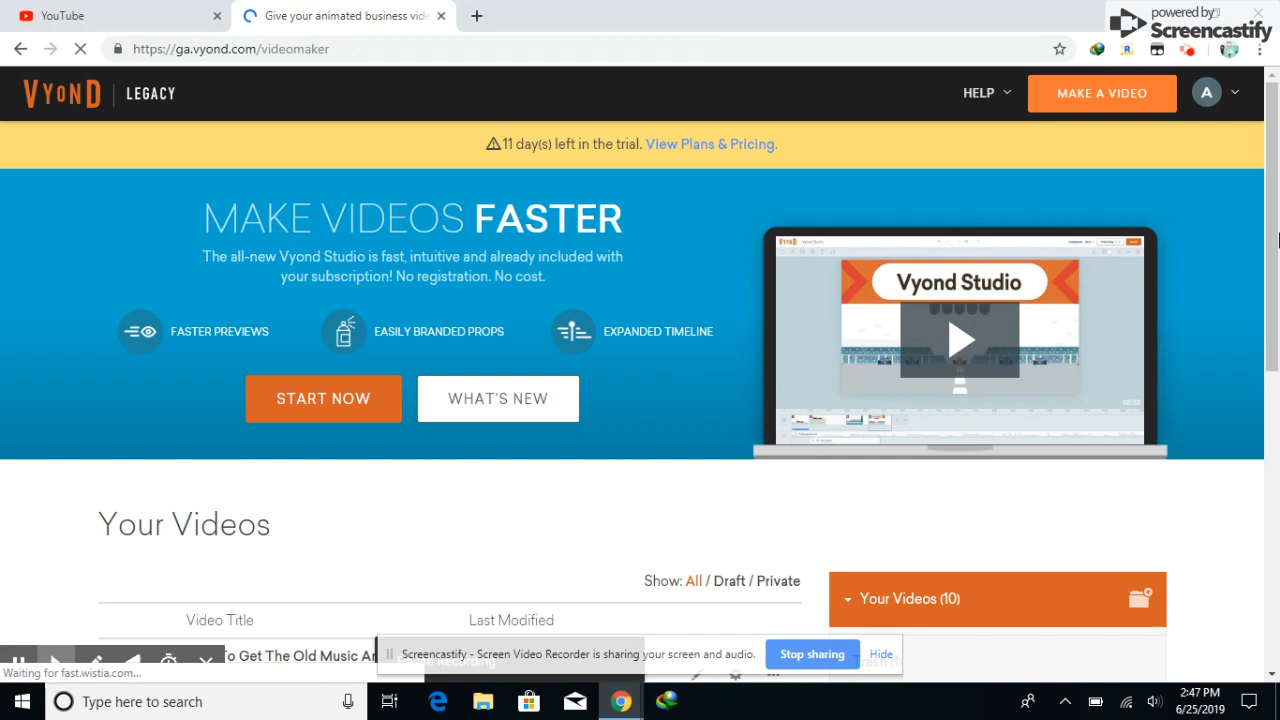 YouTube
Give your animated business vide
powered by
Screencastify
https://ga.vyond.com/videomaker
VYOND LEGACY
HELP
MAKE A VIDEO
A
11 day(s) left in the trial. View Plans & Pricing.
MAKE VIDEOS FASTER
The all-new Vyond Studio is fast, intuitive and already included with
your subscription! No registration. No cost.
FASTER PREVIEWS
EASILY BRANDED PROPS
EXPANDED TIMELINE
START NOW
WHAT'S NEW
Vyond Studio
Your Videos
Show: All / Draft / Private
Your Videos (10)
Video Title
Last Modified
To Get The Old Music An
Screencastify - Screen Video Recorder is sharing your screen and audio.
Stop sharing
Hide
Recording
Waiting for fast.wistia.com...
Type here to search
2:47 PM
6/25/2019